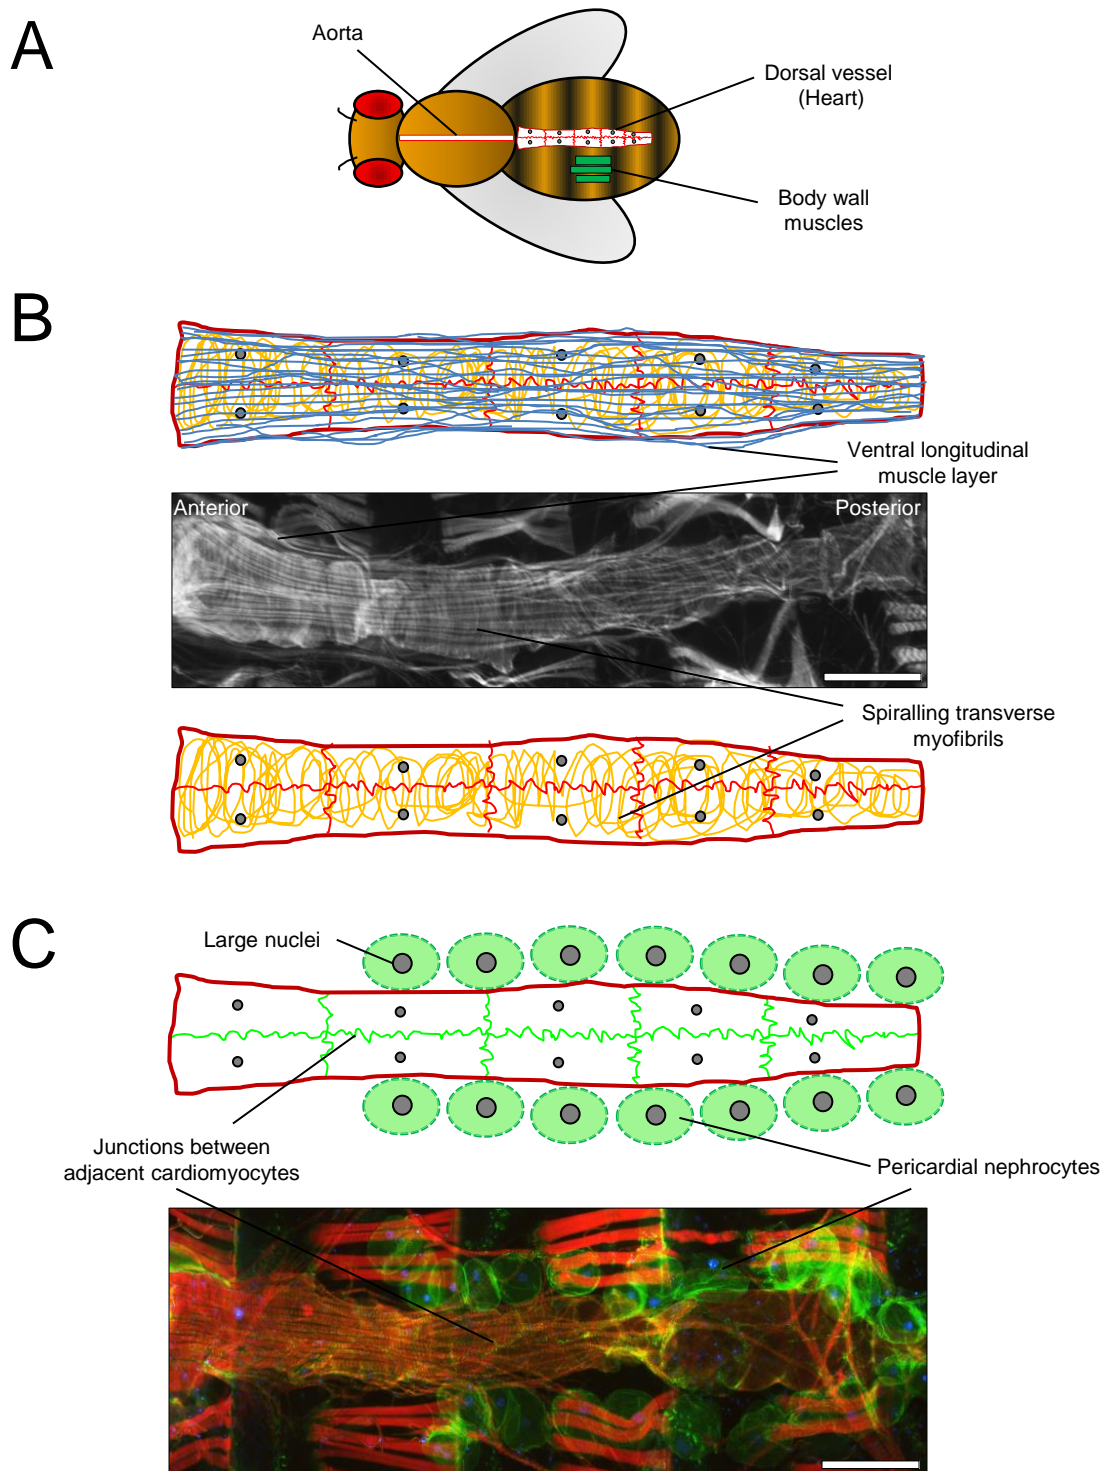 A
Aorta
Dorsal vessel
(Heart)
Body wall
muscles
B
Ventral longitudinal
muscle layer
Anterior
Posterior
Spiralling transverse
myofibrils
C
Large nuclei
Junctions between
adjacent cardiomyocytes
Pericardial nephrocytes